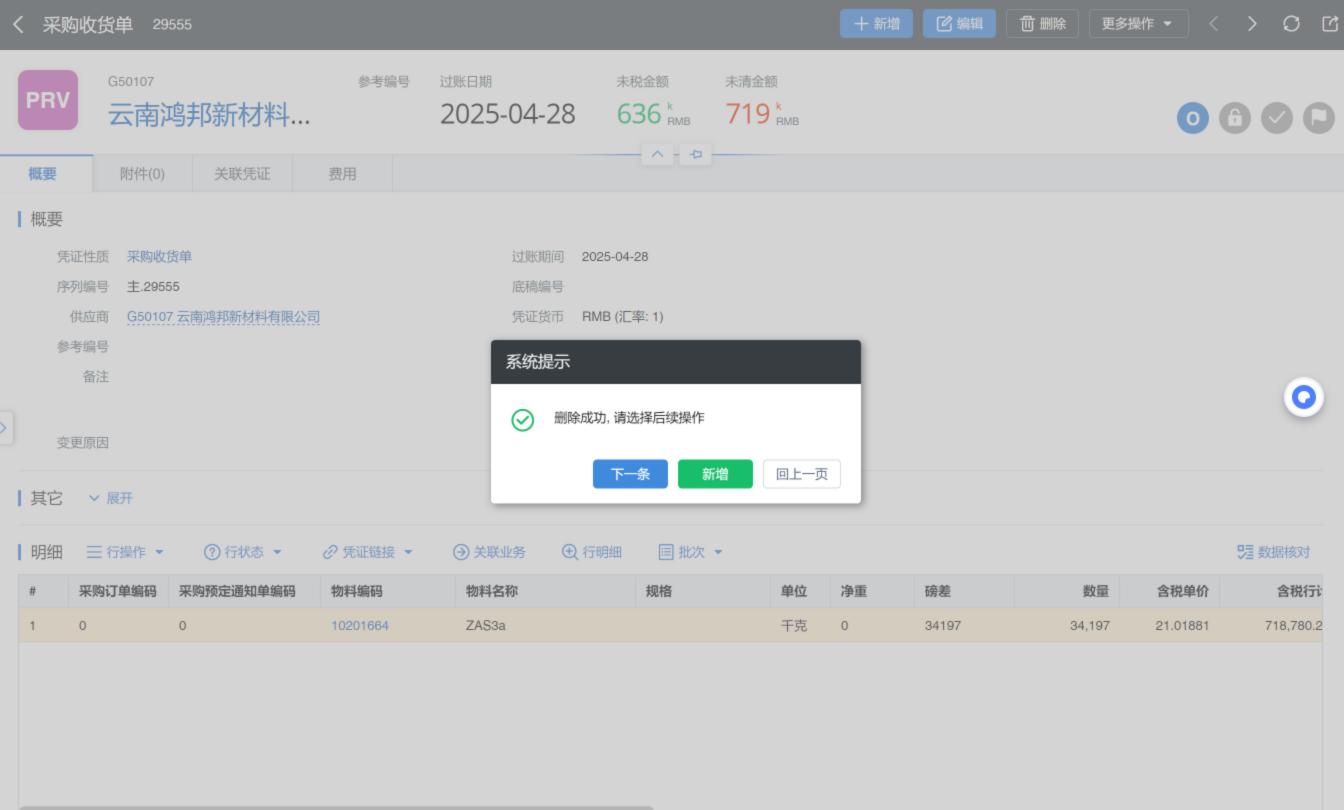 采购收货单 29555 新增 编辑 删除 更多操作
PRV G50107 参考编号 过账日期 未税金额 未清金额
云南鸿邦新材料... 2025-04-28 636 k RMB 719 k RMB
O
概要 附件(0) 关联凭证 费用
概要
凭证性质 采购收货单 过账期间 2025-04-28
序列编号 主.29555 底稿编号
供应商 G50107 云南鸿邦新材料有限公司 凭证货币 RMB (汇率: 1)
参考编号
备注
系统提示
删除成功, 请选择后续操作
变更原因
下一条 新增 回上一页
其它 展开
明细 行操作 行状态 凭证链接 关联业务 行明细 批次 数据核对
# 采购订单编码 采购预定通知单编码 物料编码 物料名称 规格 单位 净重 磅差 数量 含税单价 含税行
1 0 0 10201664 ZAS3a 千克 0 34197 34,197 21.01881 718,780.2